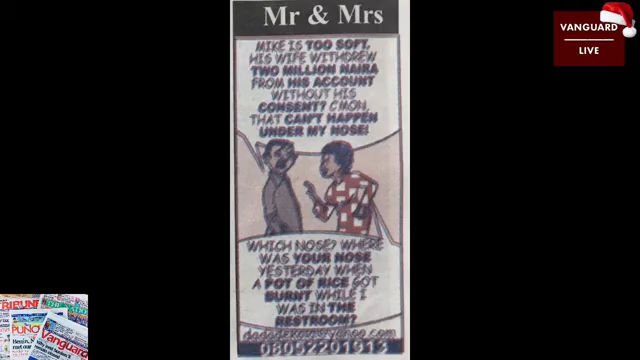 Mr & Mrs
VANGUARD
LIVE
MIKE IS TOO SOFT.
HIS WIFE WITHDREW
TWO MILLION NAIRA
FROM HIS ACCOUNT
WITHOUT HIS
CONSENT? C'MON,
THAT CAN'T HAPPEN
UNDER MY NOSE!
WHICH NOSE? WHERE
WAS YOUR NOSE
YESTERDAY WHEN
A POT OF RICE GOT
BURNT WHILE I
WAS IN THE
RESTROOM?
TRIBUNE
Vanguard